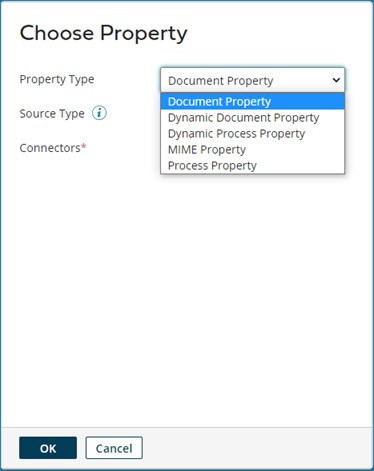 Choose Property
Property Type
Document Property
Document Property
Dynamic Document Property
Dynamic Process Property
MIME Property
Process Property
Source Type i
Connectors*
OK
Cancel